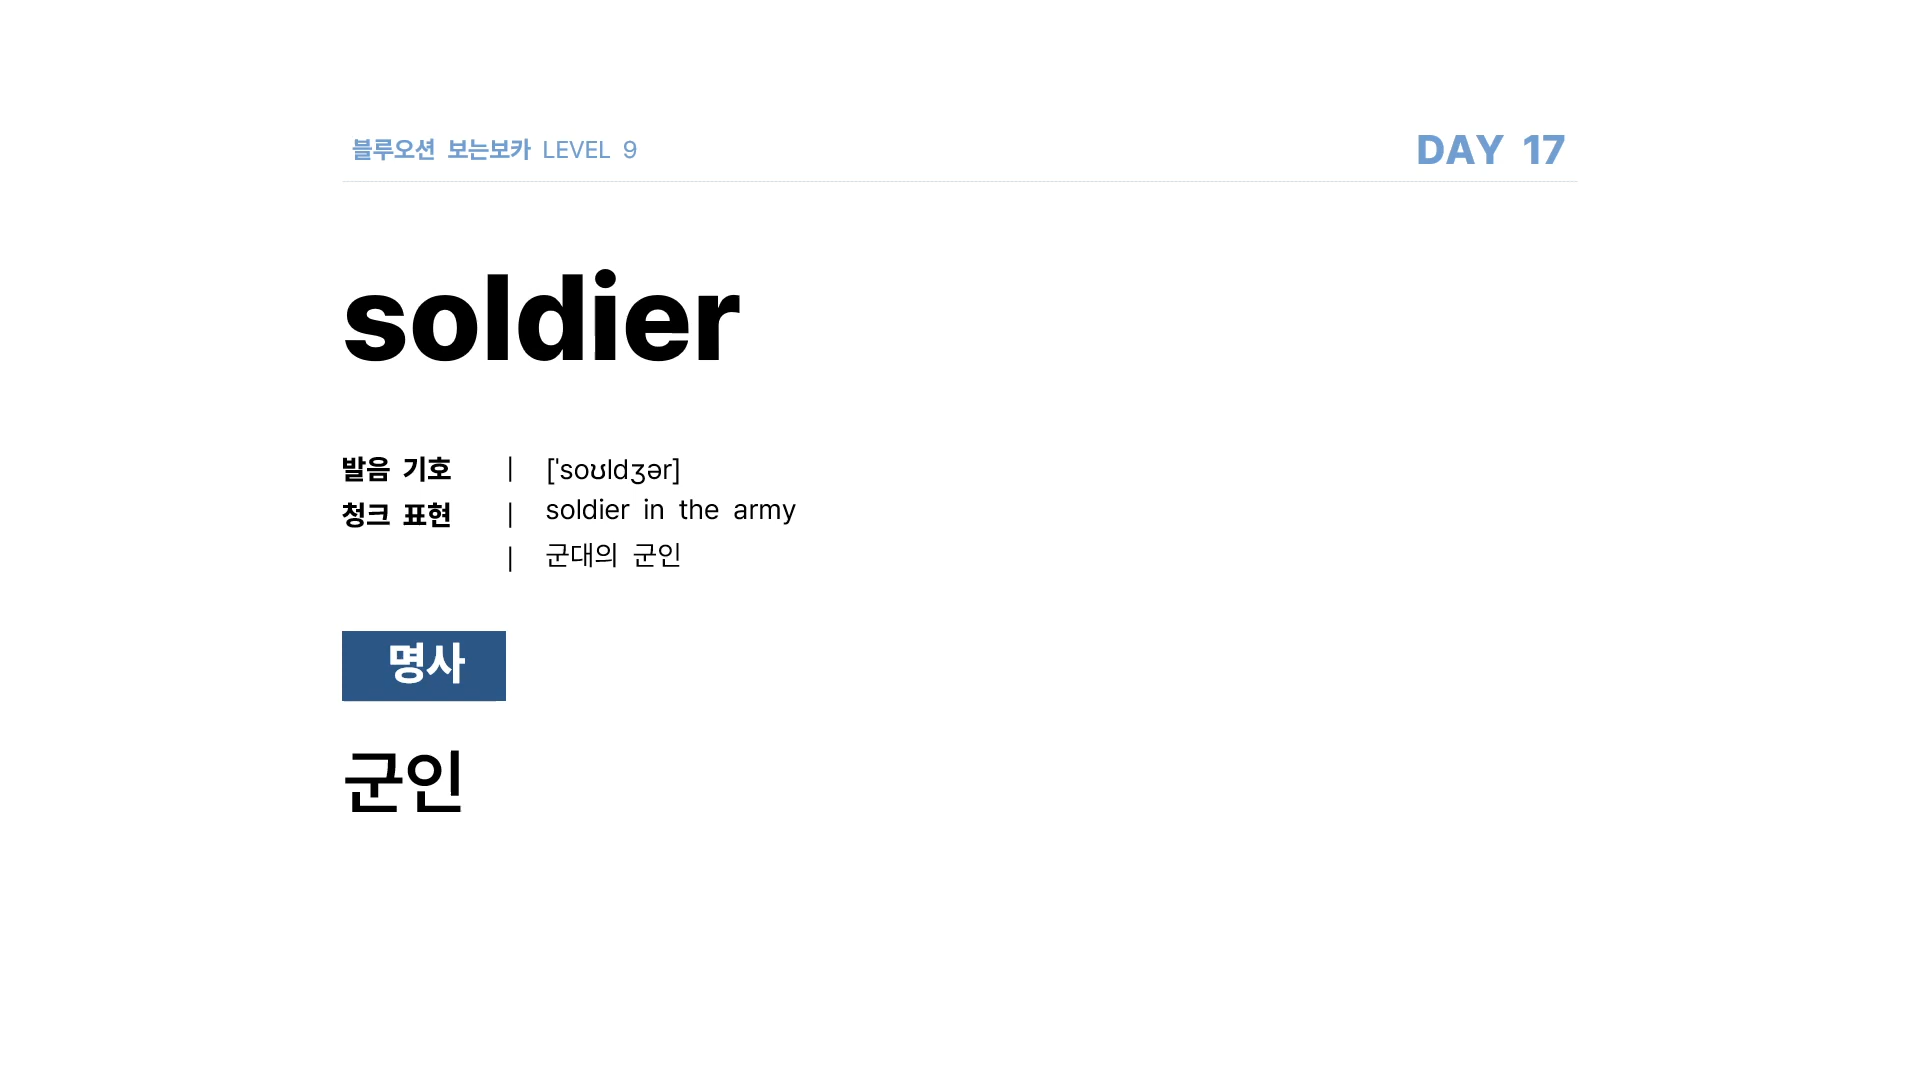 블루오션 보는보카 LEVEL 9
DAY 17
soldier
발음 기호 | [ˈsoʊldʒər]
청크 표현 | soldier in the army
| 군대의 군인
명사
군인